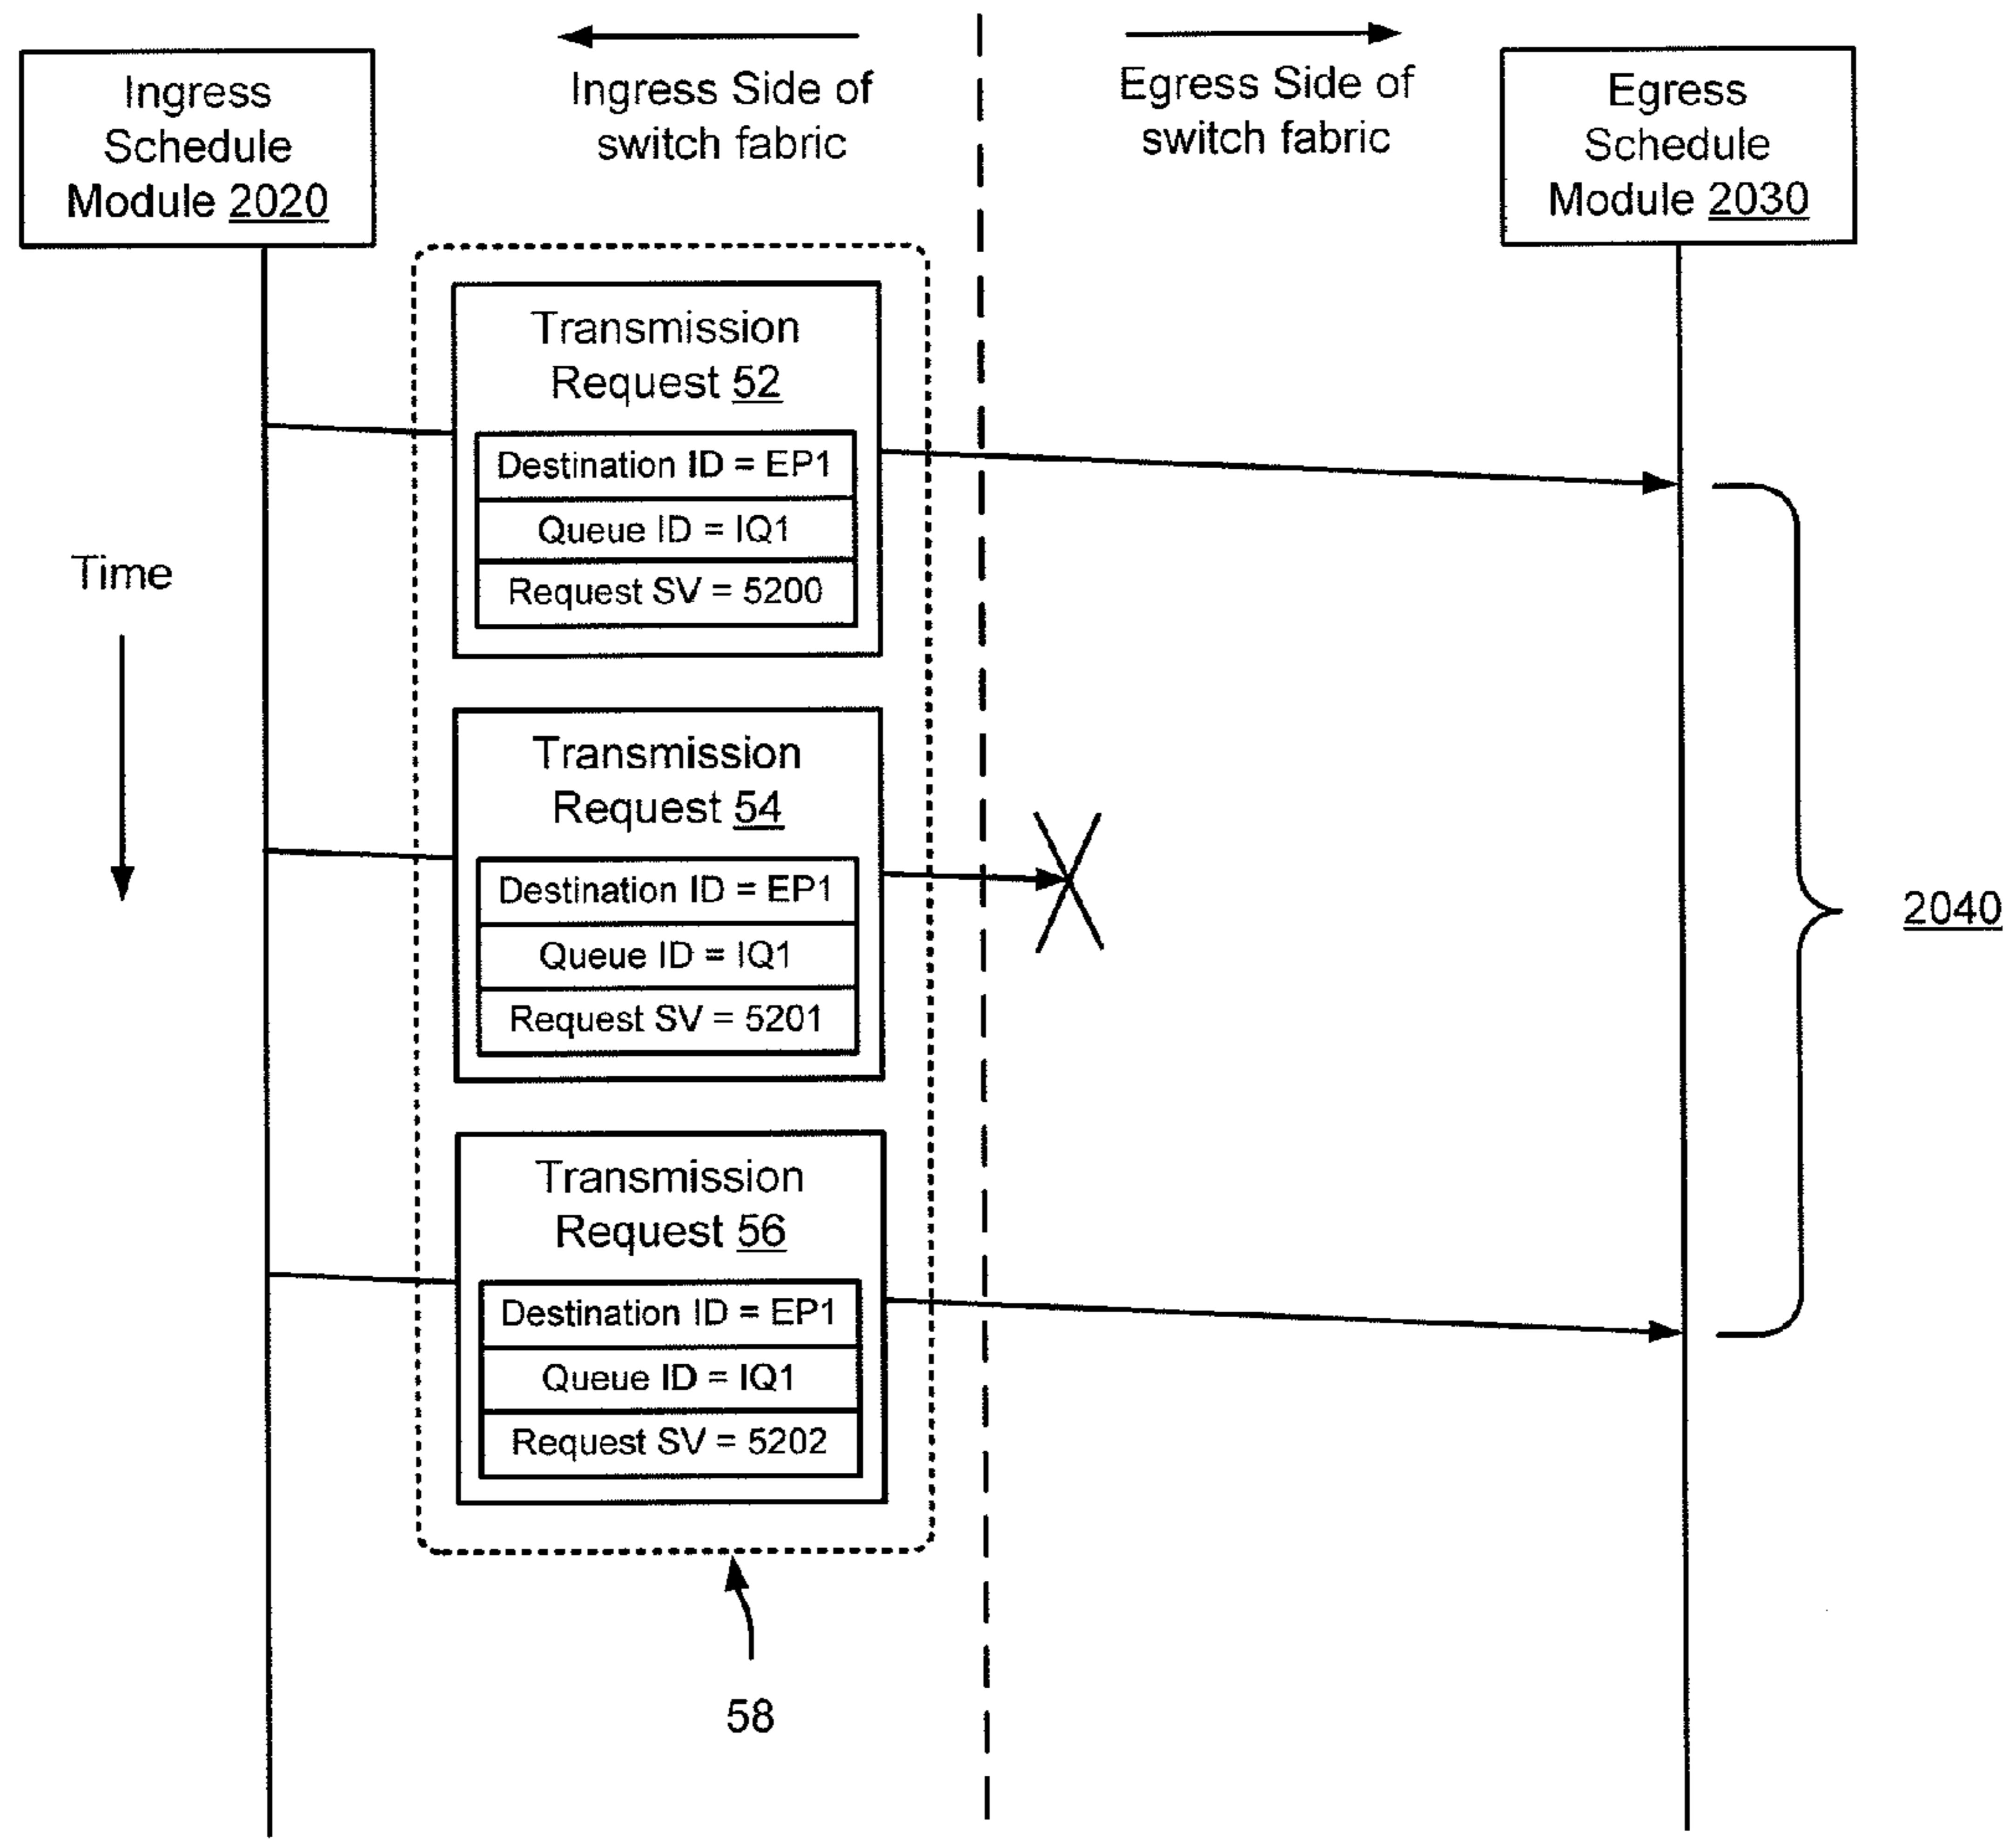 Ingress
Schedule
Module 2020
Ingress Side of
switch fabric
Egress Side of
switch fabric
Egress
Schedule
Module 2030
Time
Transmission
Request 52
Destination ID = EP1
Queue ID = IQ1
Request SV = 5200
Transmission
Request 54
Destination ID = EP1
Queue ID = IQ1
Request SV = 5201
2040
Transmission
Request 56
Destination ID = EP1
Queue ID = IQ1
Request SV = 5202
58